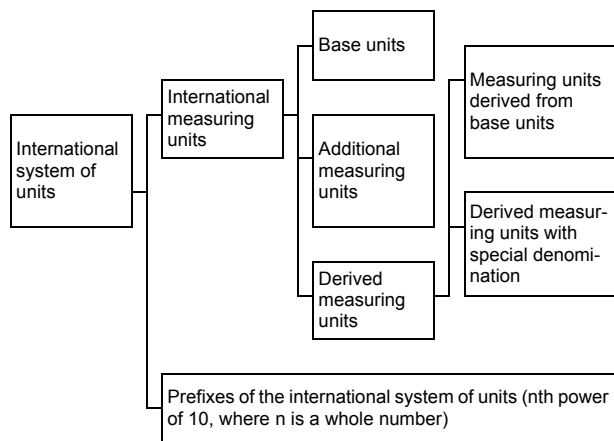 International
system of
units
International
measuring
units
Base units
Additional
measuring
units
Derived
measuring
units
Measuring units
derived from
base units
Derived measur-
ing units with
special denomi-
nation
Prefixes of the international system of units (nth power
of 10, where n is a whole number)